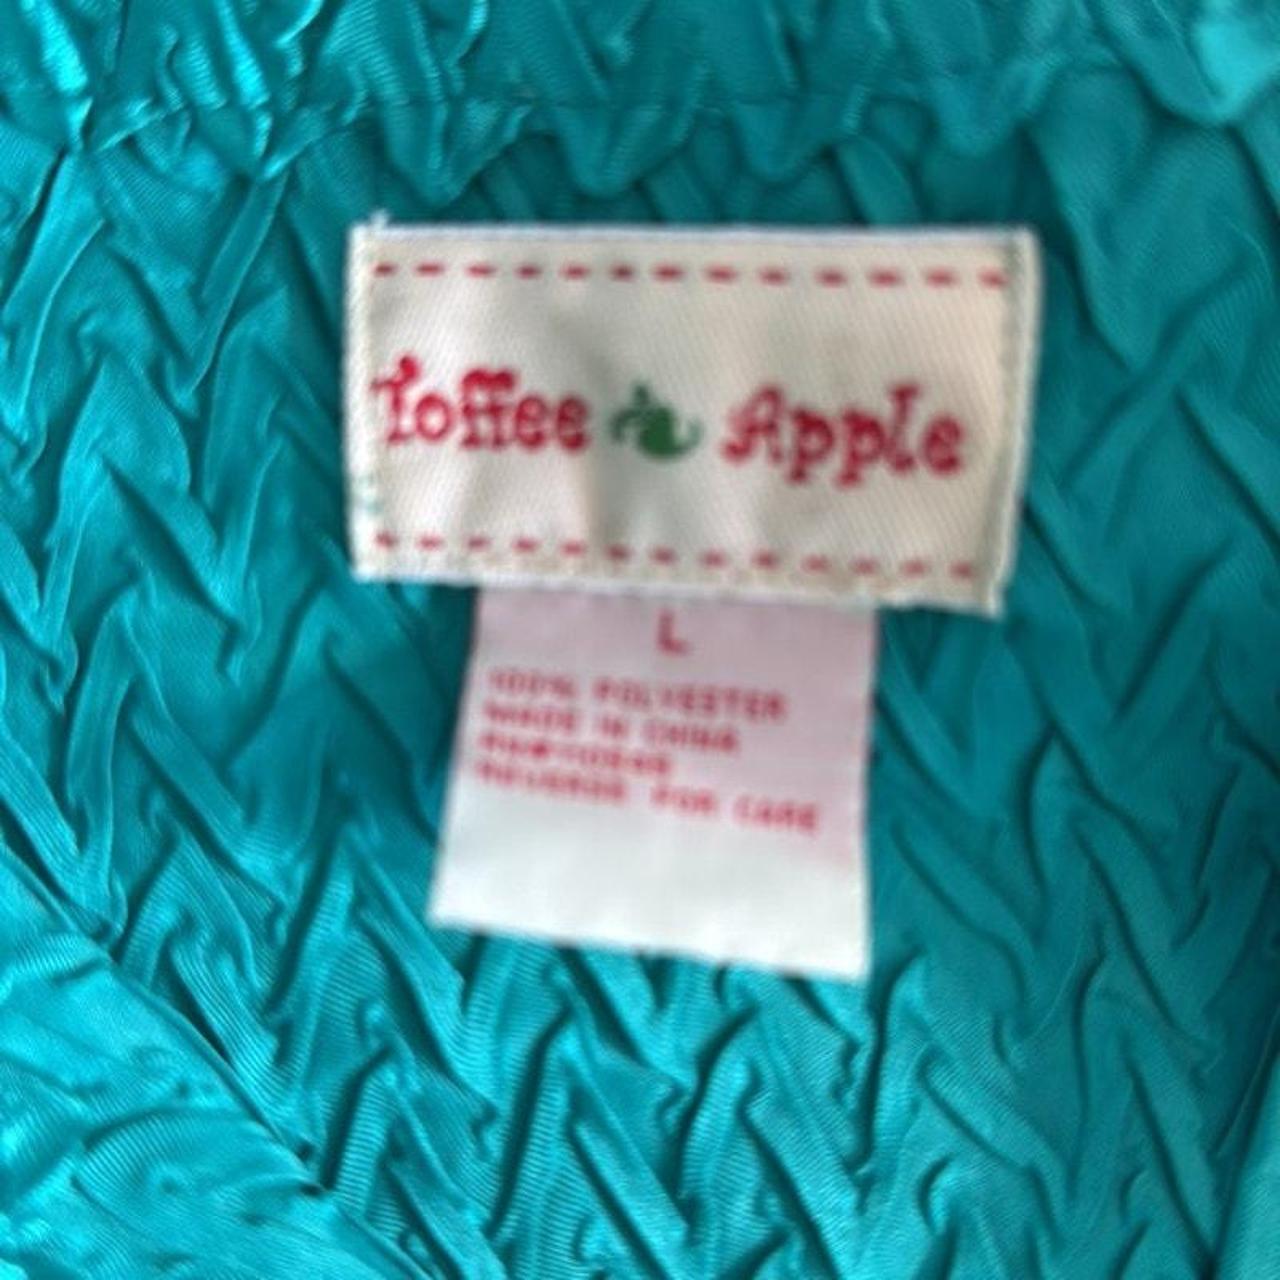 Toffee Apple
L
100% POLYESTER
MADE IN CHINA
REVERSE FOR CARE